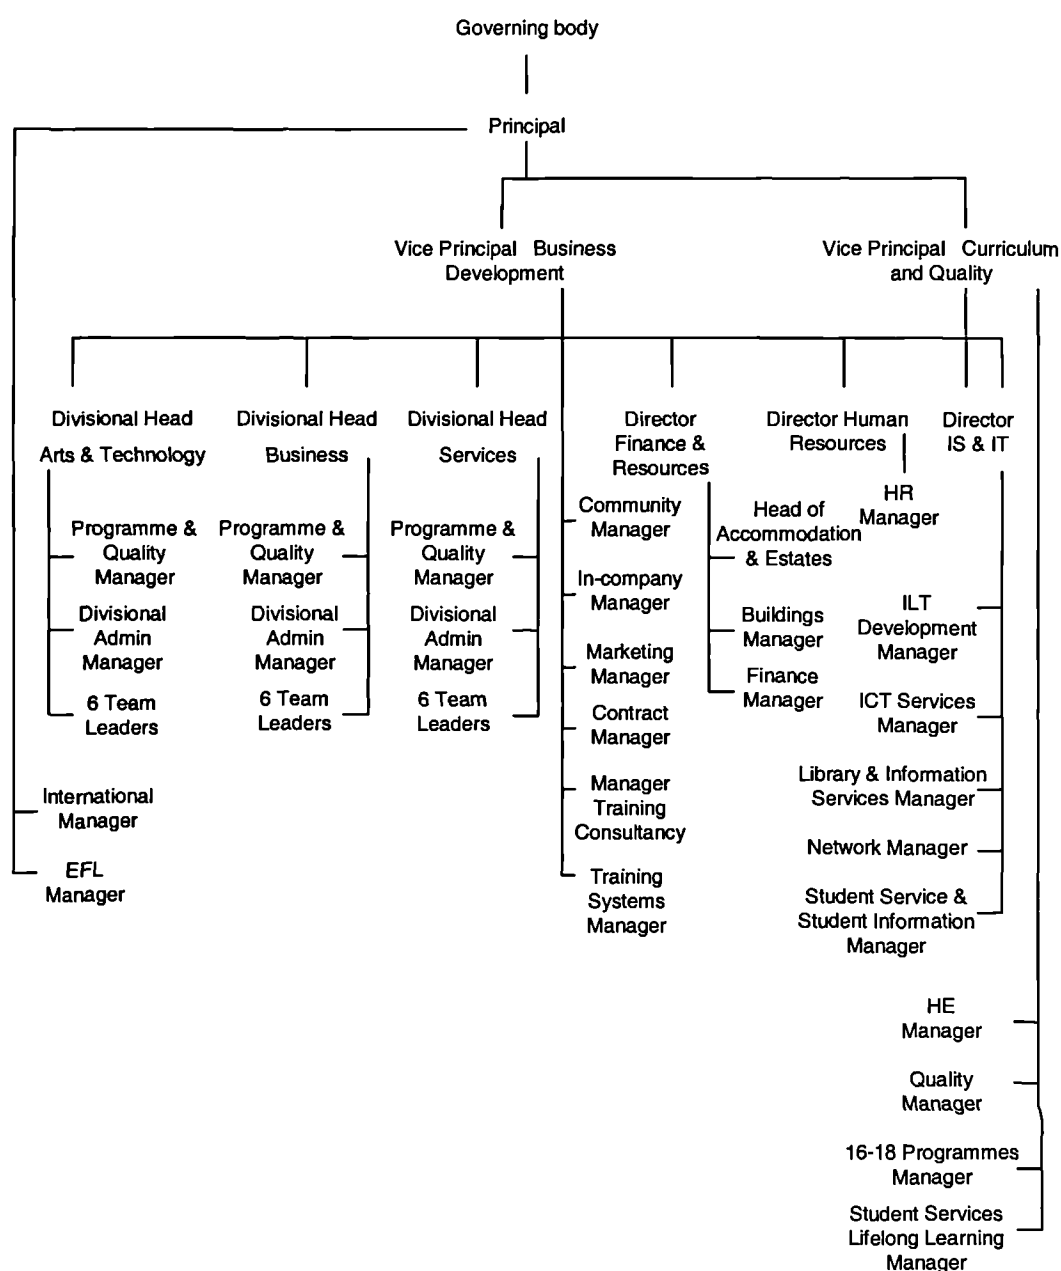 Governing body
Principal
Vice Principal Business
Development
Vice Principal Curriculum
and Quality
Divisional Head
Arts & Technology
Programme &
Quality
Manager
Divisional
Admin
Manager
6 Team
Leaders
Divisional Head
Business
Programme &
Quality
Manager
Divisional
Admin
Manager
6 Team
Leaders
Divisional Head
Services
Programme &
Quality
Manager
Divisional
Admin
Manager
6 Team
Leaders
International
Manager
EFL
Manager
Community
Manager
In-company
Manager
Marketing
Manager
Contract
Manager
Manager
Training
Consultancy
Training
Systems
Manager
Director
Finance &
Resources
Head of
Accommodation
& Estates
Buildings
Manager
Finance
Manager
Director Human
Resources
HR
Manager
Director
IS & IT
ILT
Development
Manager
ICT Services
Manager
Library & Information
Services Manager
Network Manager
Student Service &
Student Information
Manager
HE
Manager
Quality
Manager
16-18 Programmes
Manager
Student Services
Lifelong Learning
Manager